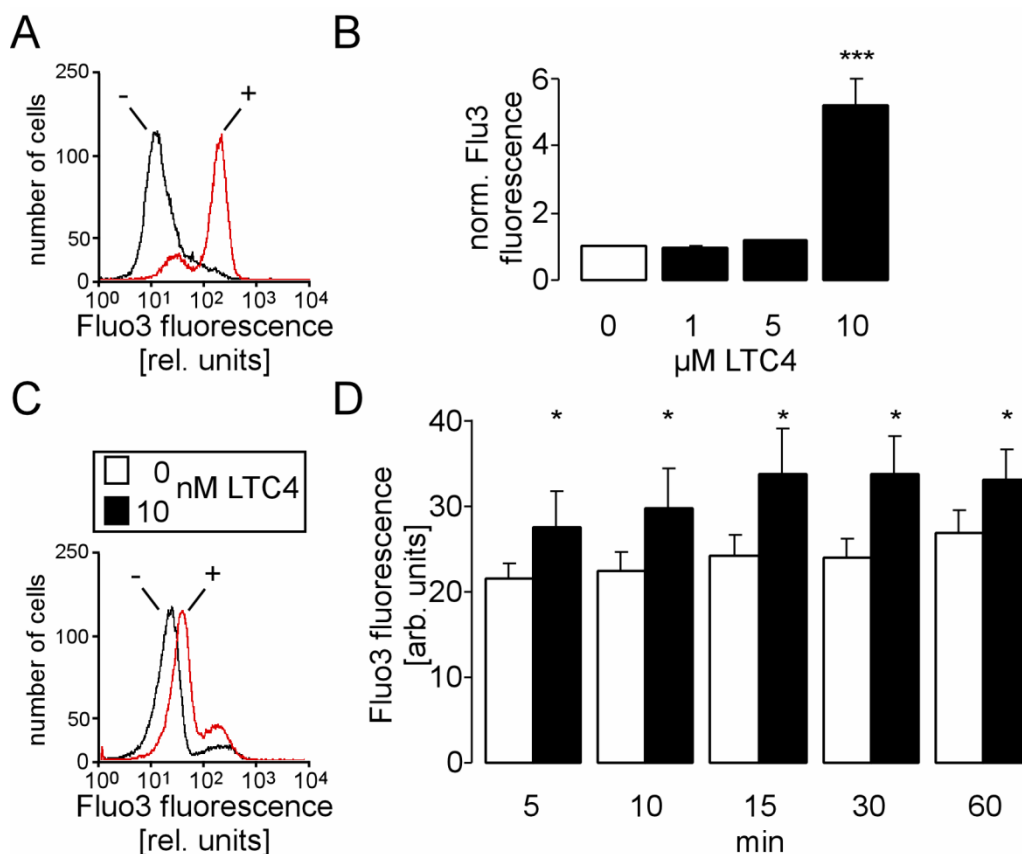 A
number of cells
250
100
50
0
- +
10⁰ 10¹ 10² 10³ 10⁴
Fluo3 fluorescence
[rel. units]
B
norm. Flu3
fluorescence
6
4
2
0
***
0 1 5 10
µM LTC4
C
0
10
nM LTC4
number of cells
250
100
50
0
- +
10⁰ 10¹ 10² 10³ 10⁴
Fluo3 fluorescence
[rel. units]
D
Fluo3 fluorescence
[arb. units]
40
30
20
10
0
* * * * *
5 10 15 30 60
min